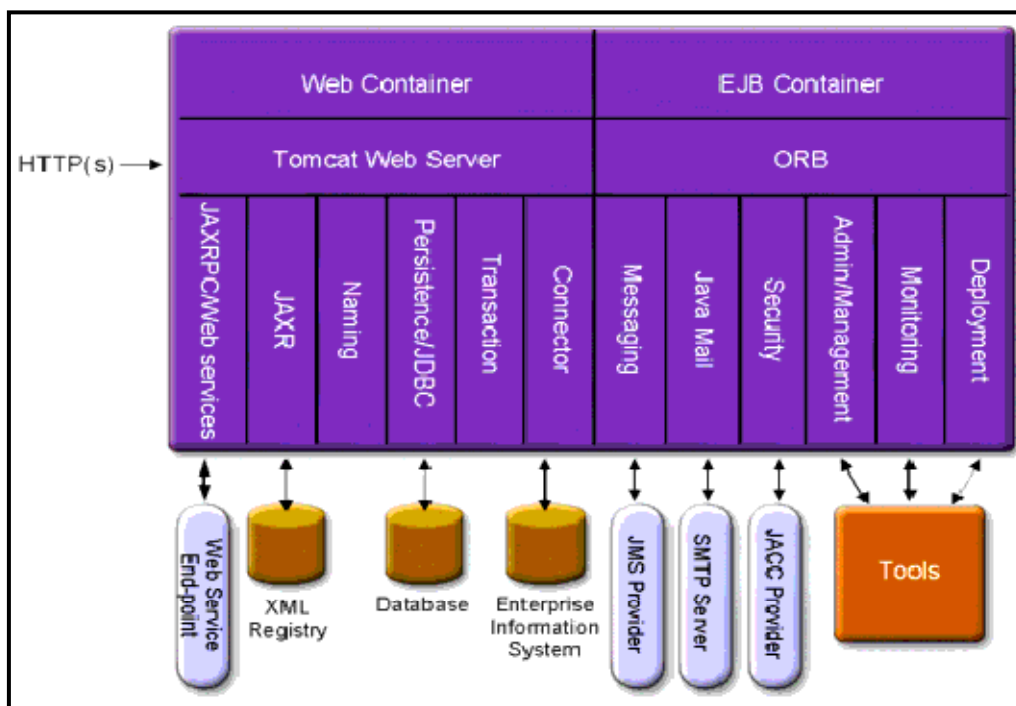 Web Container
EJB Container
HTTP(s)
Tomcat Web Server
ORB
JAXRPC/Web services
JAXR
Naming
Persistence/JDBC
Transaction
Connector
Messaging
Java Mail
Security
Admin/Management
Monitoring
Deployment
Web Service
End-point
XML
Registry
Database
Enterprise
Information
System
JMS Provider
SMTP Server
JACC Provider
Tools